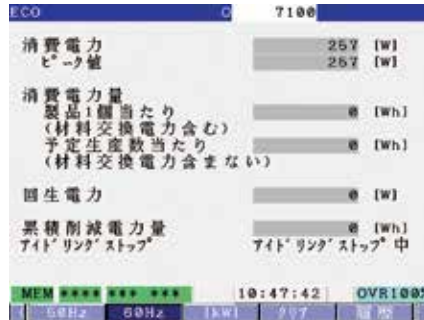 ECO O 7100
消費電力 257 [W]
ピーク値 257 [W]
消費電力量
製品1個当たり 0 [Wh]
(材料交換電力含む)
予定生産数当たり 0 [Wh]
(材料交換電力含まない)
回生電力 0 [W]
累積削減電力量 0 [Wh]
アイドリングストップ アイドリングストップ 中
MEM **** *** *** 10:47:42 OVR100%
50Hz 60Hz [kW] クリア 履歴